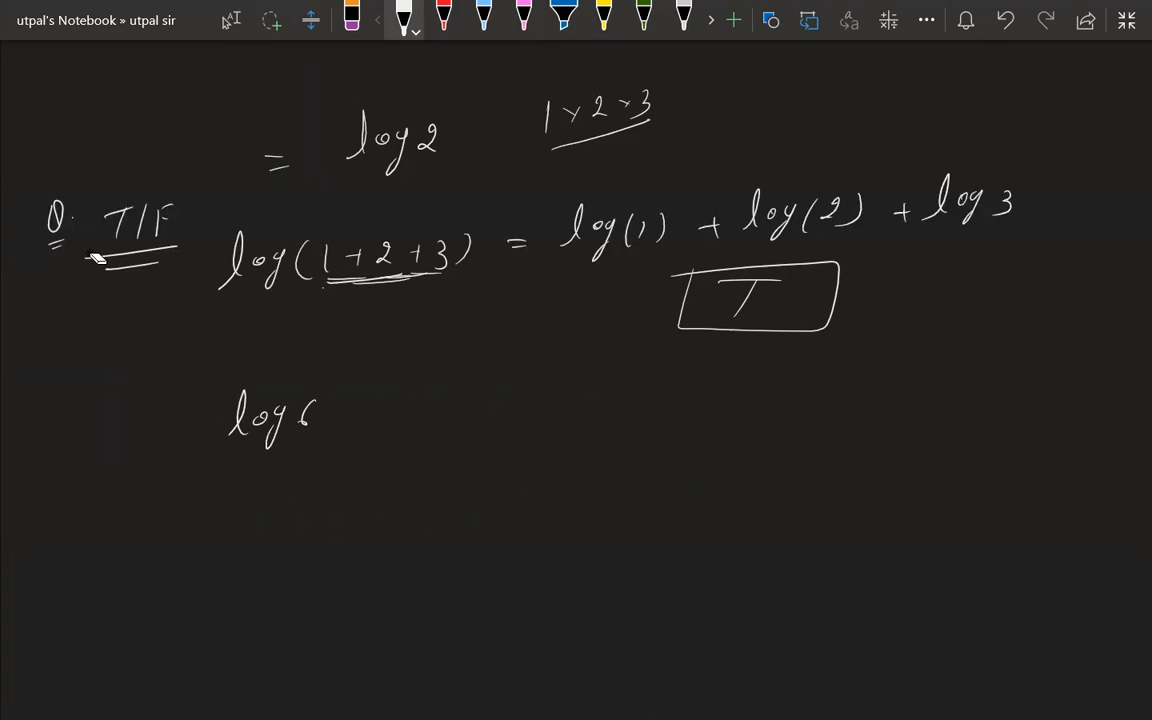 utpal's Notebook » utpal sir
= log 2
1 × 2 × 3
Q. T/F
log(1 + 2 + 3) = log(1) + log(2) + log 3
T
log 6